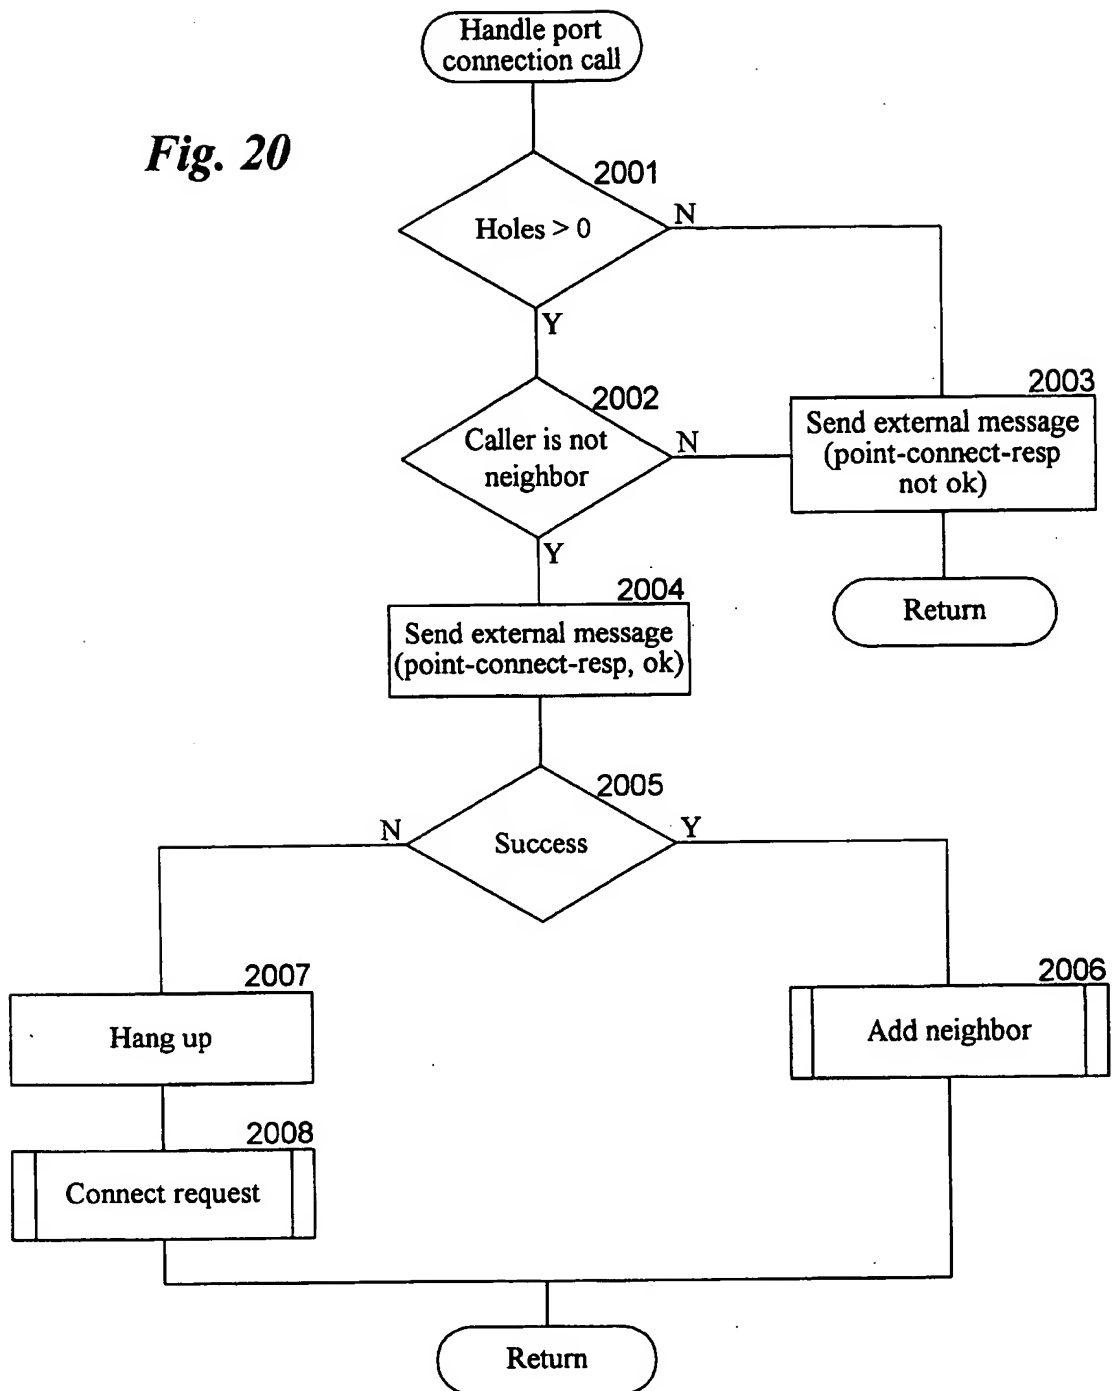 Handle port
connection call
Fig. 20
2001
Holes > 0
N
Y
2002
Caller is not
neighbor
N
Y
2003
Send external message
(point-connect-resp
not ok)
Return
2004
Send external message
(point-connect-resp, ok)
2005
Success
N
Y
2007
Hang up
2006
Add neighbor
2008
Connect request
Return